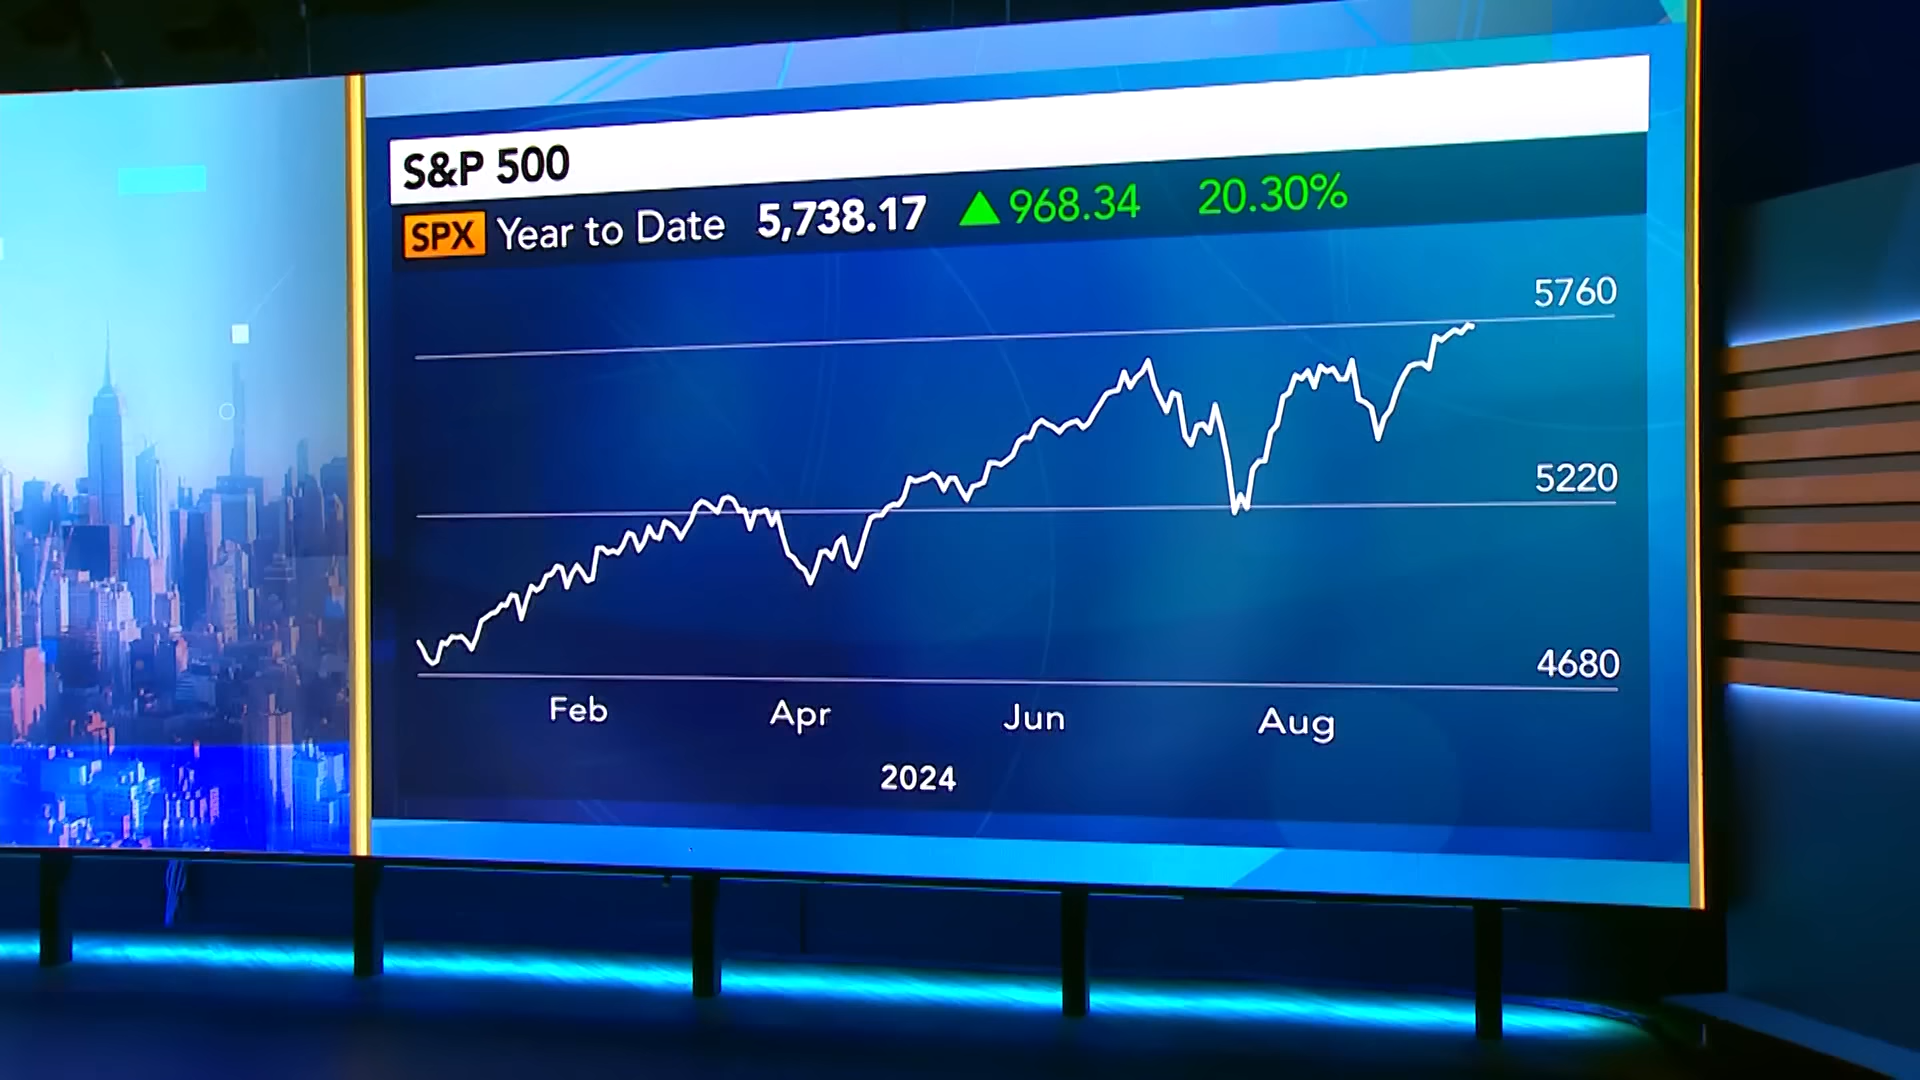 S&P 500
SPX Year to Date 5,738.17 ▲968.34 20.30%
5760
5220
4680
Feb Apr Jun Aug
2024